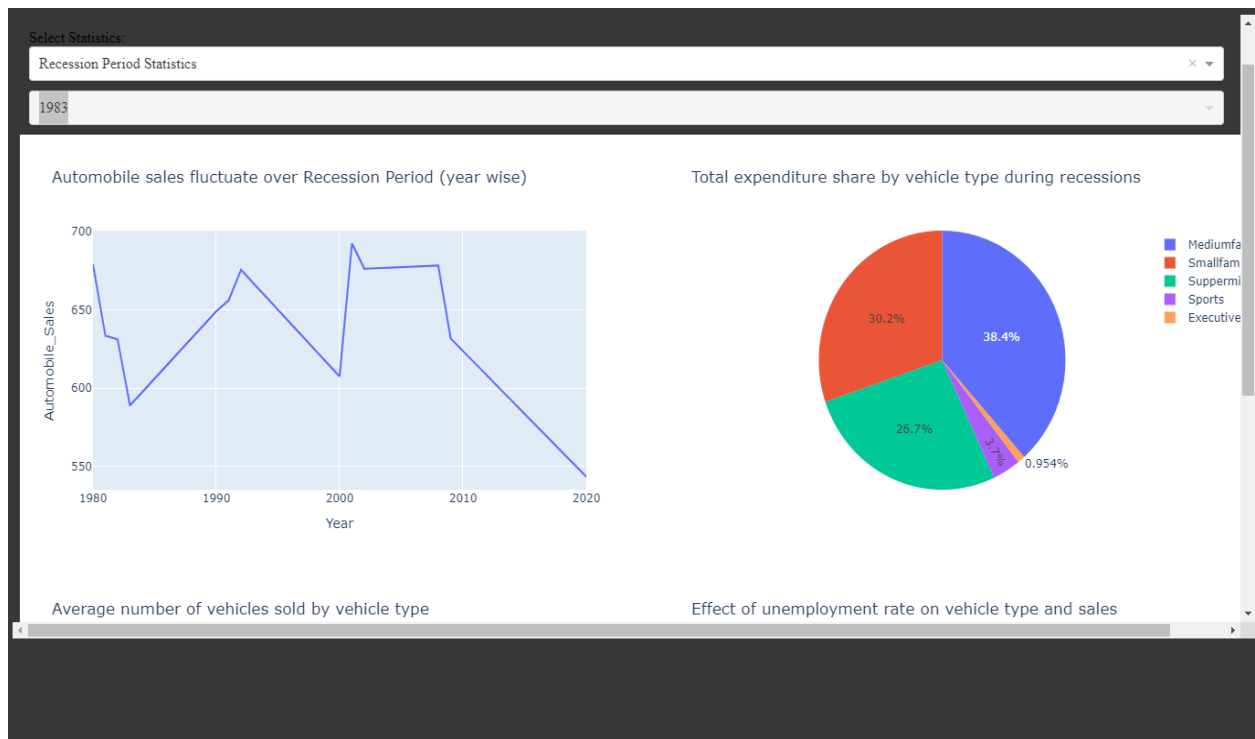 Select Statistics:
Recession Period Statistics
1983
Automobile sales fluctuate over Recession Period (year wise)
700
650
600
550
Automobile_Sales
1980
1990
2000
2010
2020
Year
Total expenditure share by vehicle type during recessions
30.2%
38.4%
26.7%
3.7%
0.954%
Mediumfa
Smallfam
Suppermi
Sports
Executive
Average number of vehicles sold by vehicle type
Effect of unemployment rate on vehicle type and sales